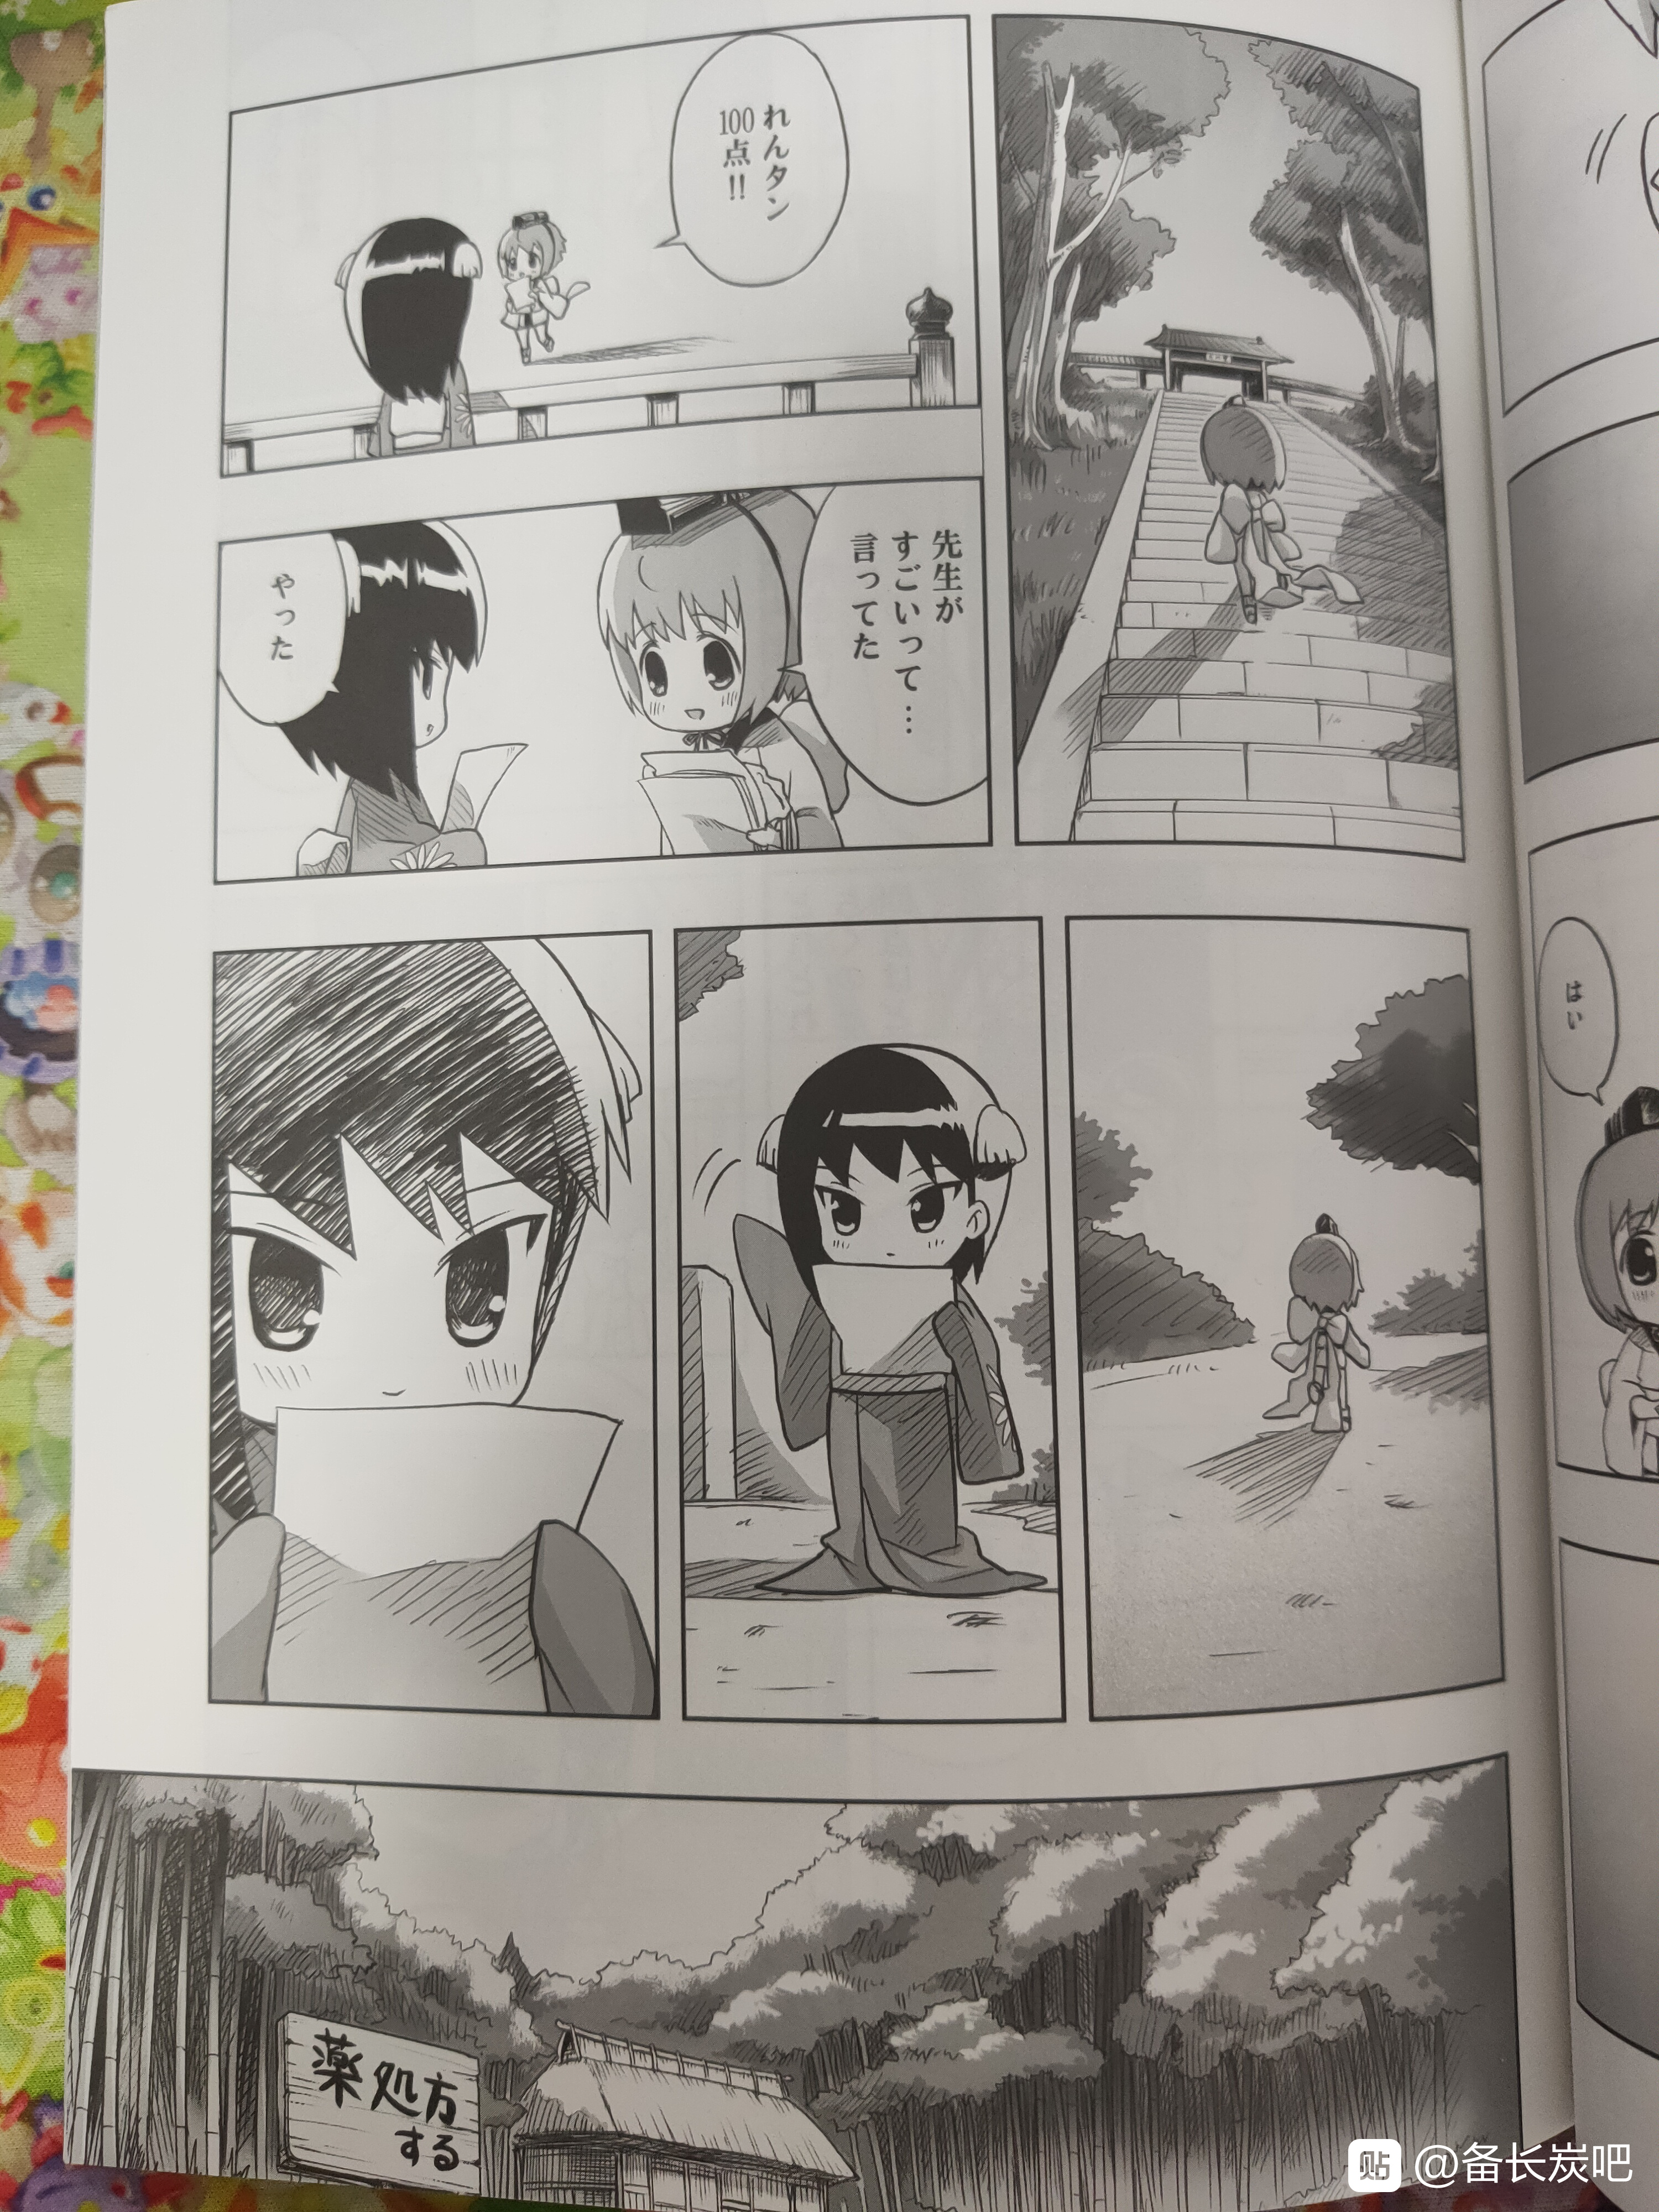 れんタン
100点!!
先生が
すごいって…
言ってた
やった
薬処方
する
はい
貼 @备长炭吧